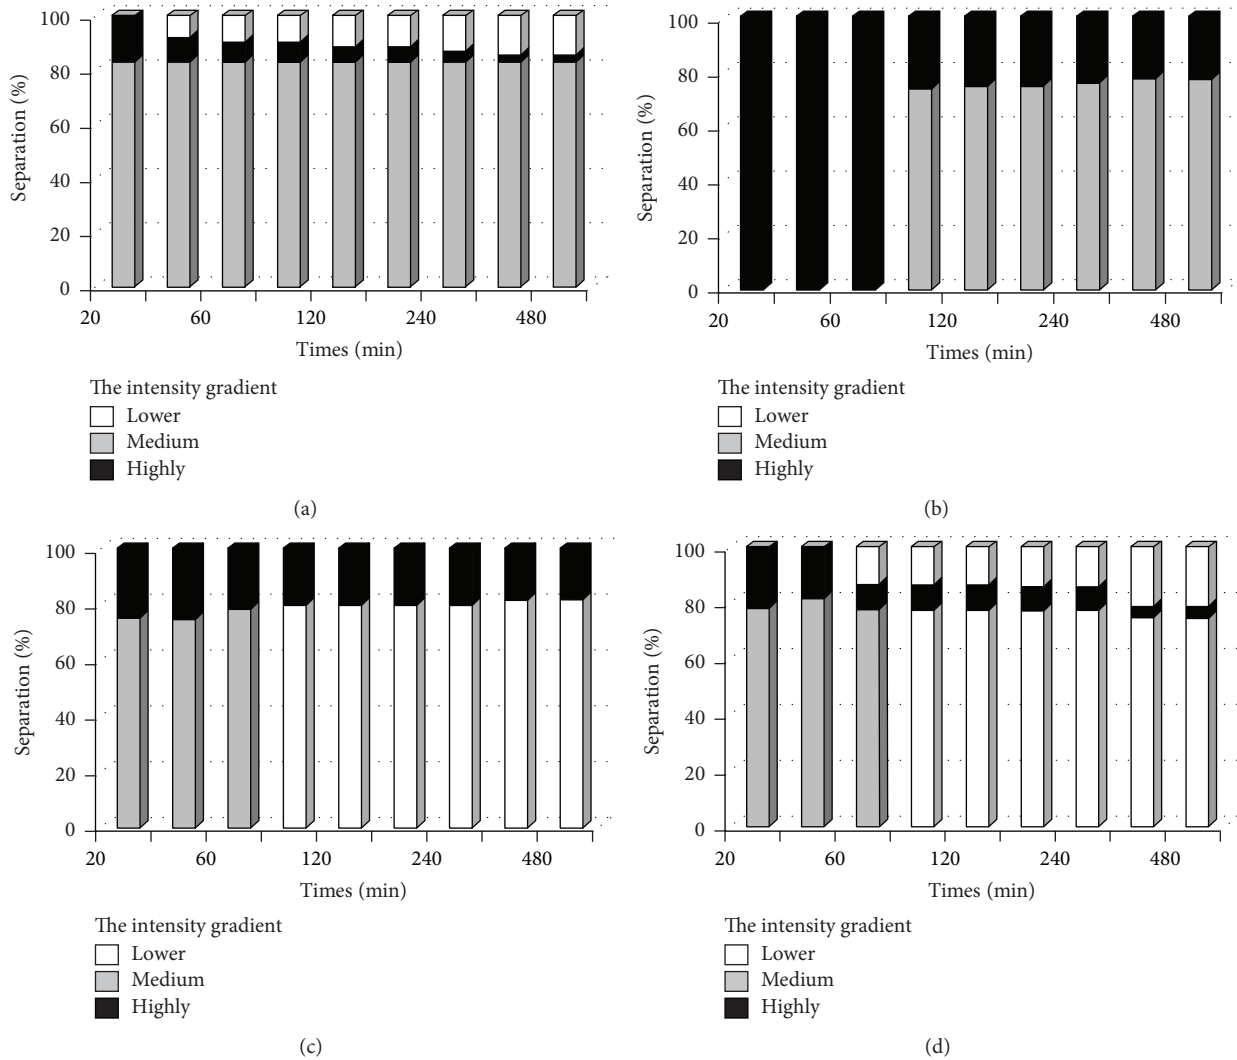 100
80
60
40
20
0
Separation (%)
20 60 120 240 480
Times (min)
The intensity gradient
Lower
Medium
Highly
(a)
100
80
60
40
20
0
Separation (%)
20 60 120 240 480
Times (min)
The intensity gradient
Lower
Medium
Highly
(b)
100
80
60
40
20
0
Separation (%)
20 60 120 240 480
Times (min)
The intensity gradient
Lower
Medium
Highly
(c)
100
80
60
40
20
0
Separation (%)
20 60 120 240 480
Times (min)
The intensity gradient
Lower
Medium
Highly
(d)